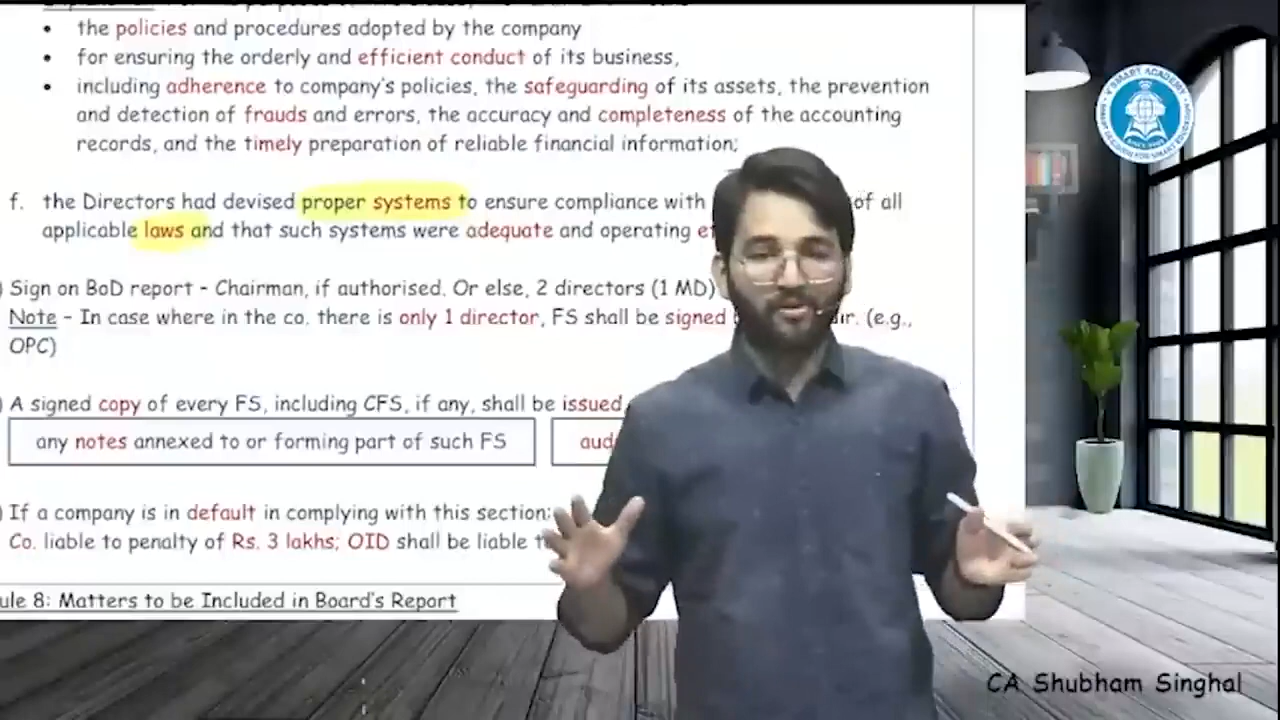 the policies and procedures adopted by the company
for ensuring the orderly and efficient conduct of its business,
including adherence to company's policies, the safeguarding of its assets, the prevention
and detection of frauds and errors, the accuracy and completeness of the accounting
records, and the timely preparation of reliable financial information;
f. the Directors had devised proper systems to ensure compliance with of all
applicable laws and that such systems were adequate and operating
Sign on BoD report - Chairman, if authorised. Or else, 2 directors (1 MD)
Note – In case where in the co. there is only 1 director, FS shall be signed dir. (e.g.,
OPC)
A signed copy of every FS, including CFS, if any, shall be issued
any notes annexed to or forming part of such FS
If a company is in default in complying with this section:
Co. liable to penalty of Rs. 3 lakhs; OID shall be liable
ule 8: Matters to be Included in Board's Report
V'SMART ACADEMY
CA Shubham Singhal